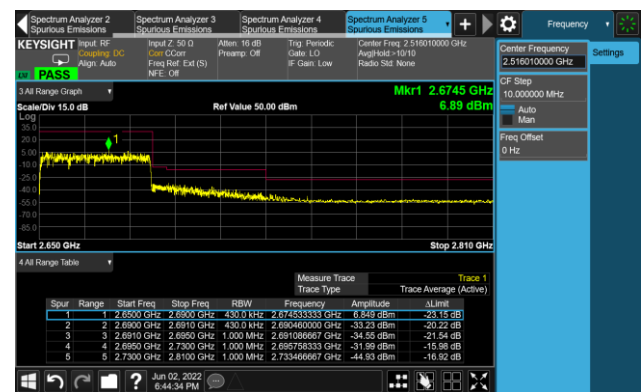 Spectrum Analyzer 2 Spectrum Analyzer 3 Spectrum Analyzer 4 Spectrum Analyzer 5 Frequency
Spurious Emissions Spurious Emissions Spurious Emissions Spurious Emissions
KEYSIGHT Input: RF Input Z: 50 Ω Atten: 16 dB Trig: Periodic Center Freq: 2.516010000 GHz
Coupling: DC Corr CCorr Preamp: Off Gate: LO Avg|Hold:>10/10
Align: Auto Freq Ref: Ext (S) IF Gain: Low Radio Std: None
NFE: Off
PASS
Center Frequency Settings
2.516010000 GHz
CF Step
10.000000 MHz
Auto
Man
Freq Offset
0 Hz
3 All Range Graph Mkr1 2.6745 GHz
Scale/Div 15.0 dB Ref Value 50.00 dBm 6.89 dBm
Log
35.0
20.0
5.00
-10.0
-25.0
-40.0
-55.0
-70.0
-85.0
1
Start 2.650 GHz Stop 2.810 GHz
4 All Range Table
Measure Trace Trace 1
Trace Type Trace Average (Active)
Spur Range Start Freq Stop Freq RBW Frequency Amplitude ΔLimit
1 1 2.6500 GHz 2.6900 GHz 430.0 kHz 2.674533333 GHz 6.849 dBm -23.15 dB
2 2 2.6900 GHz 2.6910 GHz 430.0 kHz 2.690460000 GHz -33.23 dBm -20.22 dB
3 3 2.6910 GHz 2.6950 GHz 1.000 MHz 2.691086667 GHz -34.55 dBm -21.54 dB
4 4 2.6950 GHz 2.7300 GHz 1.000 MHz 2.695758333 GHz -31.99 dBm -15.98 dB
5 5 2.7300 GHz 2.8100 GHz 1.000 MHz 2.733466667 GHz -44.93 dBm -16.92 dB
Jun 02, 2022
6:44:34 PM